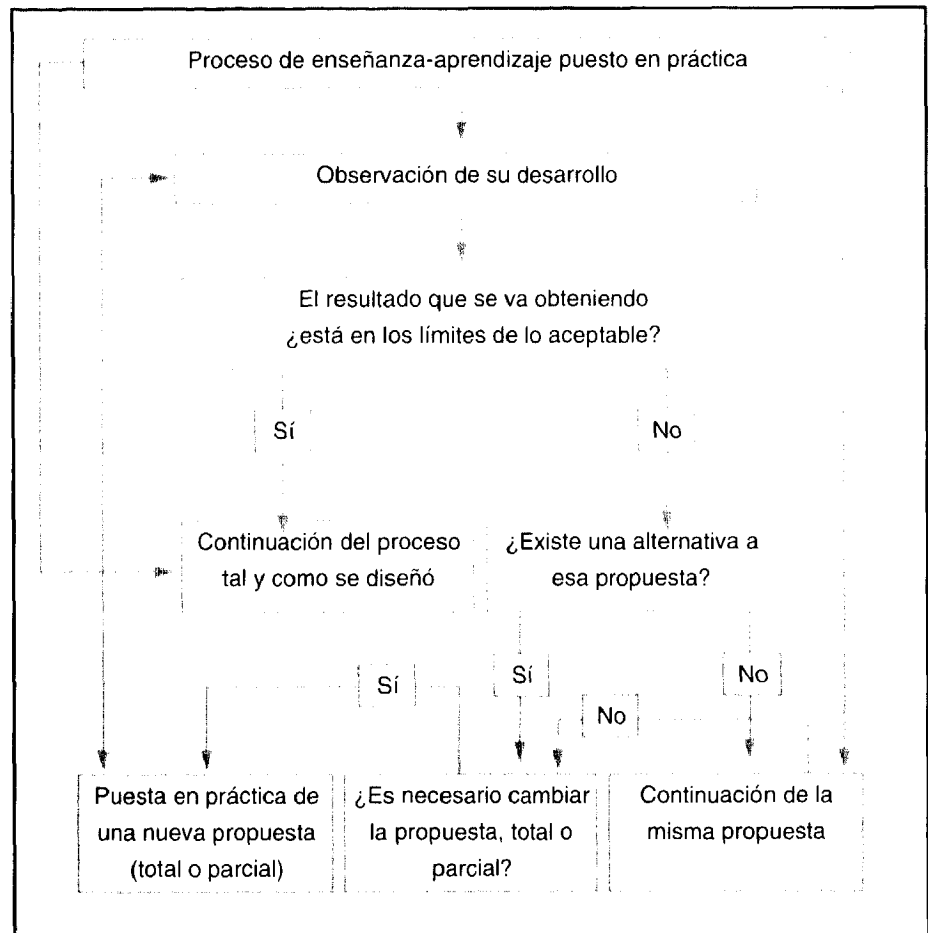 Proceso de enseñanza-aprendizaje puesto en práctica
Observación de su desarrollo
El resultado que se va obteniendo
¿está en los límites de lo aceptable?
Sí
No
Continuación del proceso
tal y como se diseñó
¿Existe una alternativa a
esa propuesta?
Sí
Sí
No
No
Puesta en práctica de
una nueva propuesta
(total o parcial)
¿Es necesario cambiar
la propuesta, total o
parcial?
Continuación de la
misma propuesta